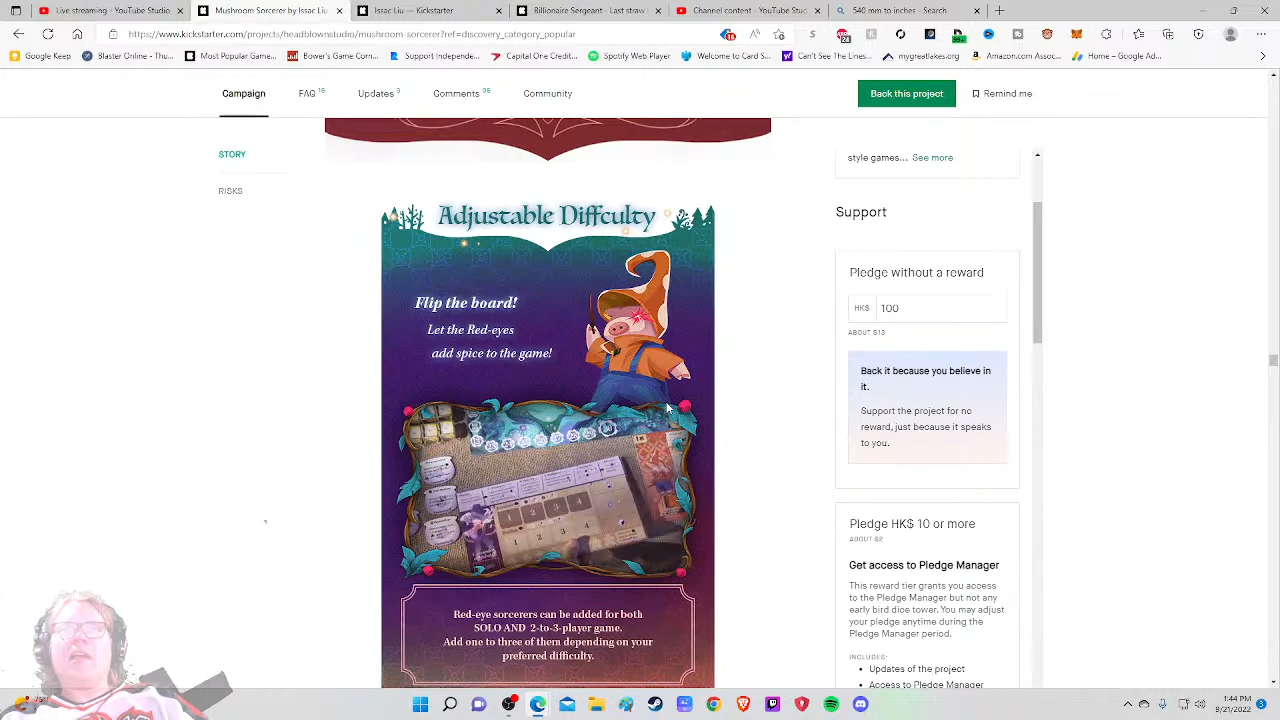 Live streaming - YouTube Studio
Mushroom Sorcerer by Issac Liu
Issac Liu — Kickstarter
Billionaire Sergeant - Last straw
Channel content - YouTube Studio
540 mm to inches - Search
https://www.kickstarter.com/projects/headblownstudio/mushroom-sorcerer?ref=discovery_category_popular
Google Keep
Blaster Online: The...
Most Popular Game...
Bowers Game Com...
Support Independe...
Capital One Credit...
Spotify Web Player
Welcome to Card S...
Can't See The Lines...
mygreatlakes.org
Amazon.com Assoc...
Home – Google Ad...
Campaign
FAQ 16
Updates 9
Comments 98
Community
Back this project
Remind me
STORY
RISKS
Adjustable Diffculty
Flip the board!
Let the Red-eyes
add spice to the game!
Red-eye sorcerers can be added for both
SOLO AND 2-to-3-player game.
Add one to three of them depending on your
preferred difficulty.
style games... See more
Support
Pledge without a reward
HK$ 100
ABOUT $13
Back it because you believe in
it.
Support the project for no
reward, just because it speaks
to you.
Pledge HK$ 10 or more
ABOUT $2
Get access to Pledge Manager
This reward tier grants you access
to the Pledge Manager but not any
early bird dice tower. You may adjust
your pledge anytime during the
Pledge Manager period.
INCLUDES:
Updates of the project
Access to Pledge Manager
1:44 PM
9/21/2022